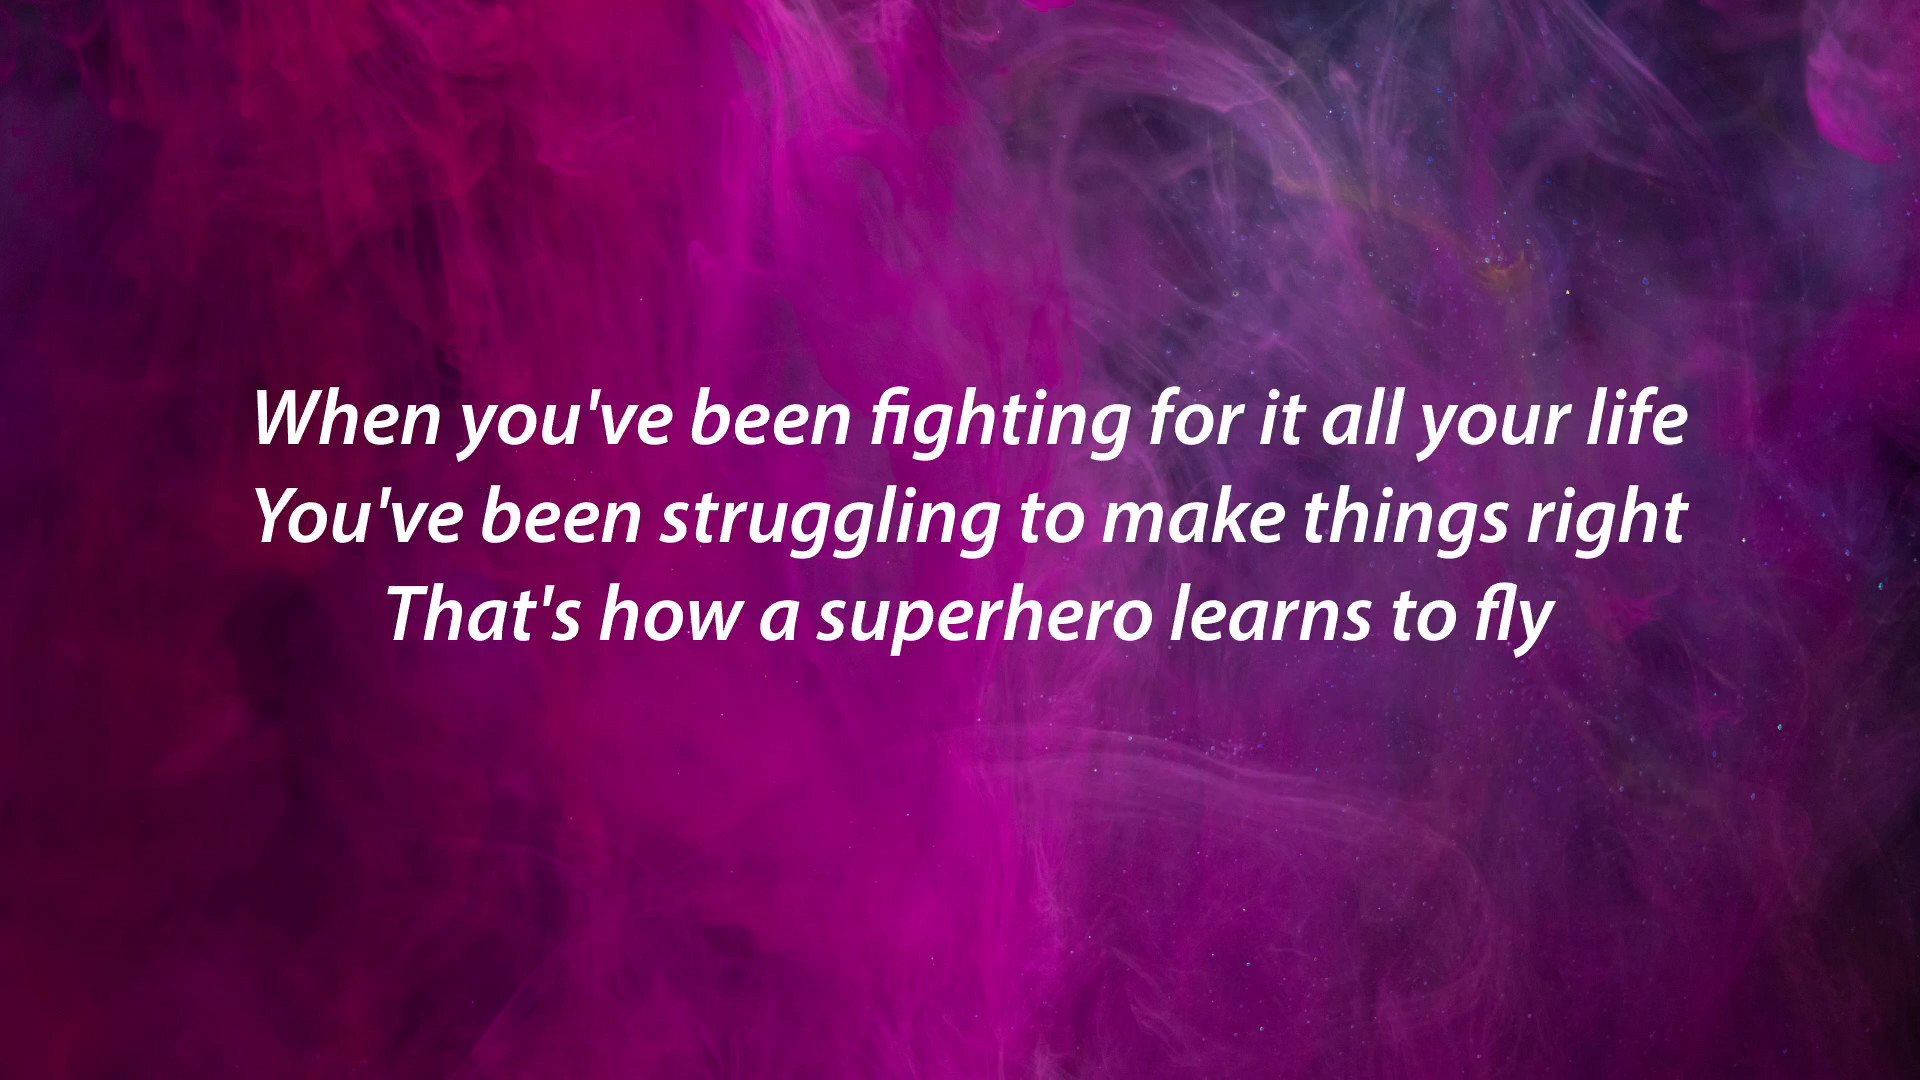 When you've been fighting for it all your life
You've been struggling to make things right
That's how a superhero learns to fly